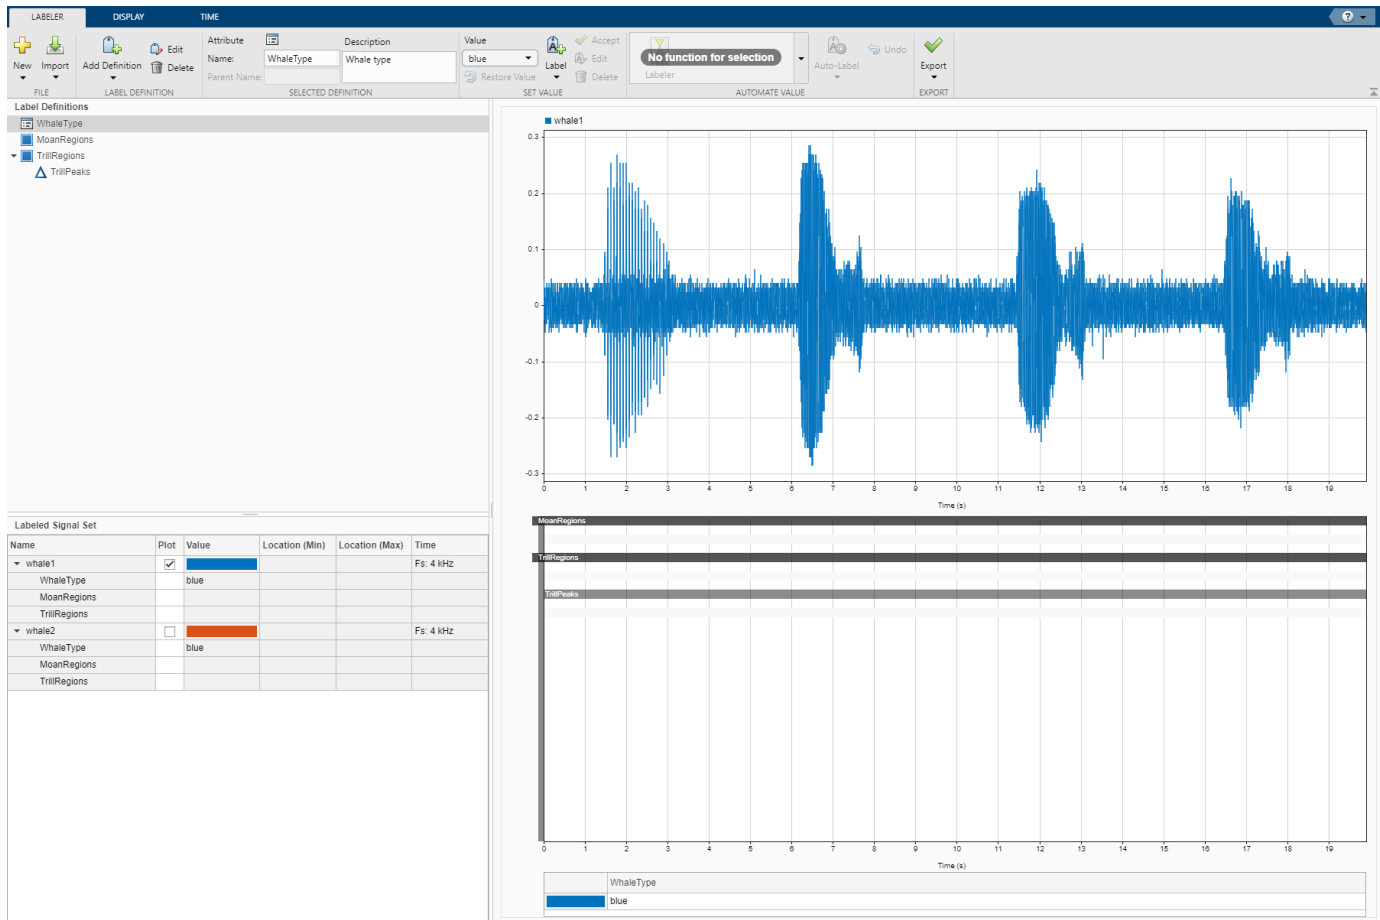 LABELER DISPLAY TIME
?
New Import Add Definition Edit Delete
Attribute
Name: WhaleType
Parent Name:
Description
Whale type
Value
blue
Restore Value
Label Accept Edit Delete
No function for selection
Labeler
Auto-Label Undo Export
FILE LABEL DEFINITION SELECTED DEFINITION SET VALUE AUTOMATE VALUE EXPORT
Label Definitions
WhaleType
MoanRegions
TrillRegions
TrillPeaks
Labeled Signal Set
Name Plot Value Location (Min) Location (Max) Time
whale1 Fs: 4 kHz
WhaleType blue
MoanRegions
TrillRegions
whale2 Fs: 4 kHz
WhaleType blue
MoanRegions
TrillRegions
whale1
0.3
0.2
0.1
0
-0.1
-0.2
-0.3
0 1 2 3 4 5 6 7 8 9 10 11 12 13 14 15 16 17 18 19
Time (s)
MoanRegions
TrillRegions
TrillPeaks
0 1 2 3 4 5 6 7 8 9 10 11 12 13 14 15 16 17 18 19
Time (s)
WhaleType
blue